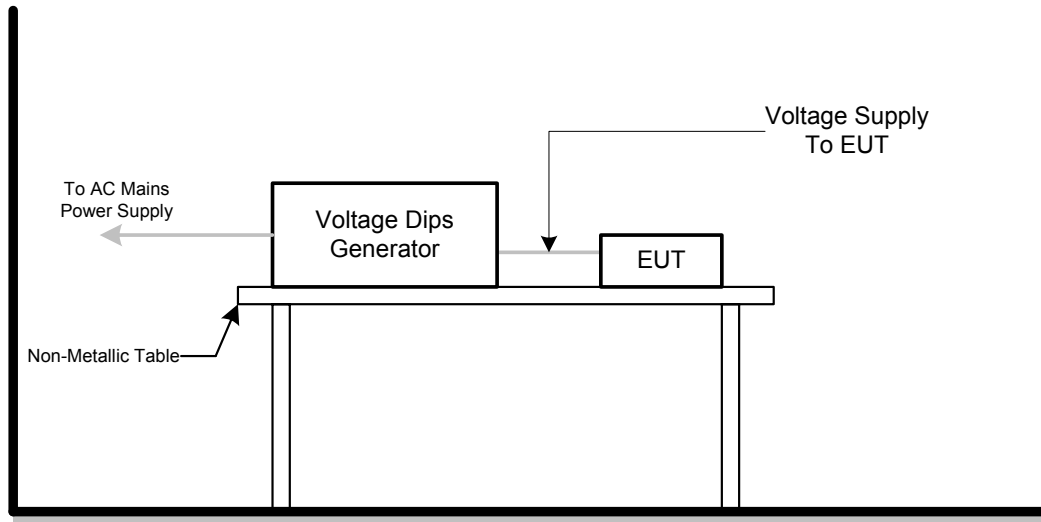 Voltage Supply
To EUT
To AC Mains
Power Supply
Voltage Dips
Generator
EUT
Non-Metallic Table